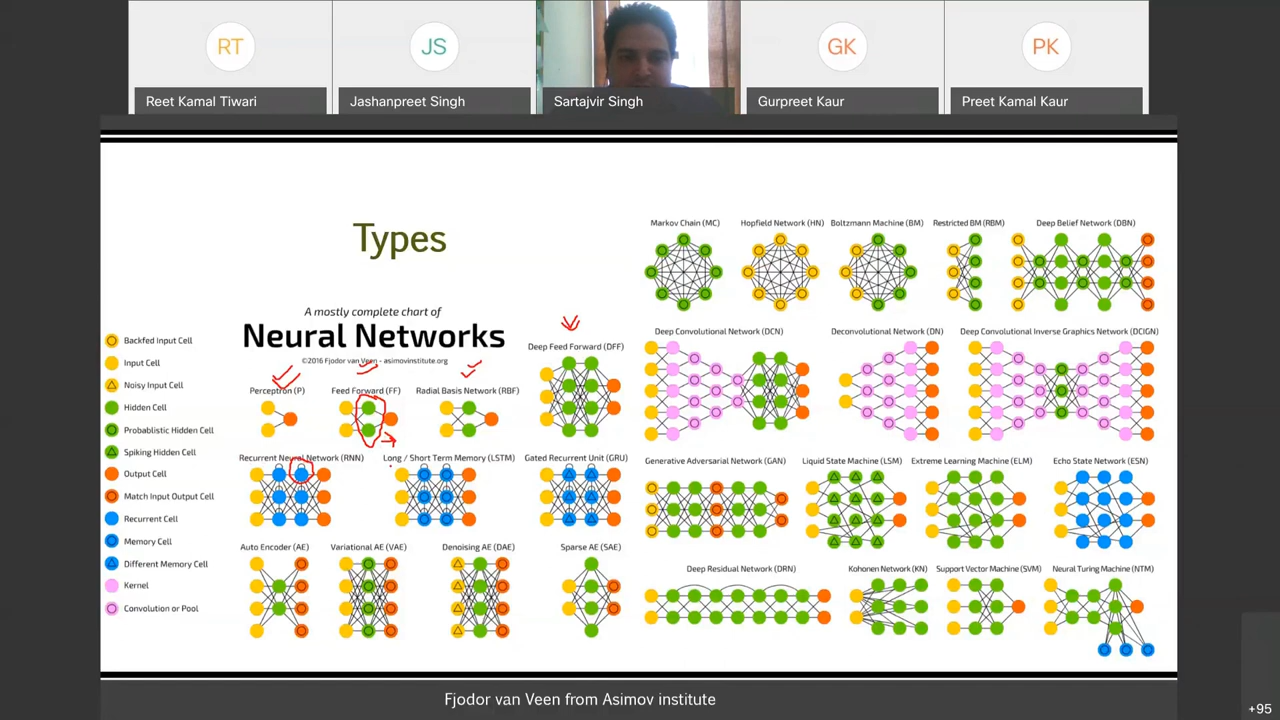 RT
JS
GK
PK
Reet Kamal Tiwari
Jashanpreet Singh
Sartajvir Singh
Gurpreet Kaur
Preet Kamal Kaur
Types
A mostly complete chart of
Neural Networks
©2016 Fjodor van Veen - asimovinstitute.org
Backfed Input Cell
Input Cell
Noisy Input Cell
Hidden Cell
Probablistic Hidden Cell
Spiking Hidden Cell
Output Cell
Match Input Output Cell
Recurrent Cell
Memory Cell
Different Memory Cell
Kernel
Convolution or Pool
Perceptron (P)
Feed Forward (FF)
Radial Basis Network (RBF)
Deep Feed Forward (DFF)
Recurrent Neural Network (RNN)
Long / Short Term Memory (LSTM)
Gated Recurrent Unit (GRU)
Auto Encoder (AE)
Variational AE (VAE)
Denoising AE (DAE)
Sparse AE (SAE)
Markov Chain (MC)
Hopfield Network (HN)
Boltzmann Machine (BM)
Restricted BM (RBM)
Deep Belief Network (DBN)
Deep Convolutional Network (DCN)
Deconvolutional Network (DN)
Deep Convolutional Inverse Graphics Network (DCIGN)
Generative Adversarial Network (GAN)
Liquid State Machine (LSM)
Extreme Learning Machine (ELM)
Echo State Network (ESN)
Deep Residual Network (DRN)
Kohonen Network (KN)
Support Vector Machine (SVM)
Neural Turing Machine (NTM)
Fjodor van Veen from Asimov institute
+95